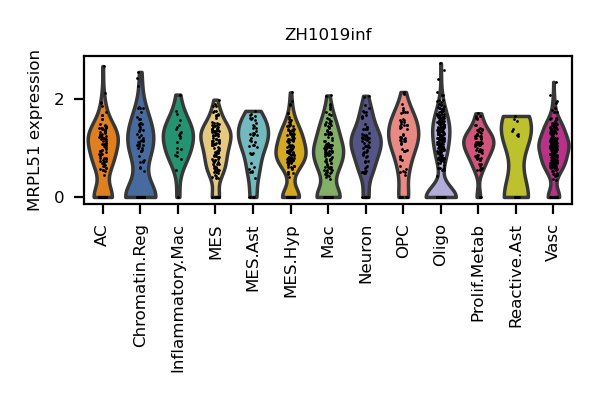 ZH1019inf
MRPL51 expression
2
0
AC
Chromatin.Reg
Inflammatory.Mac
MES
MES.Ast
MES.Hyp
Mac
Neuron
OPC
Oligo
Prolif.Metab
Reactive.Ast
Vasc